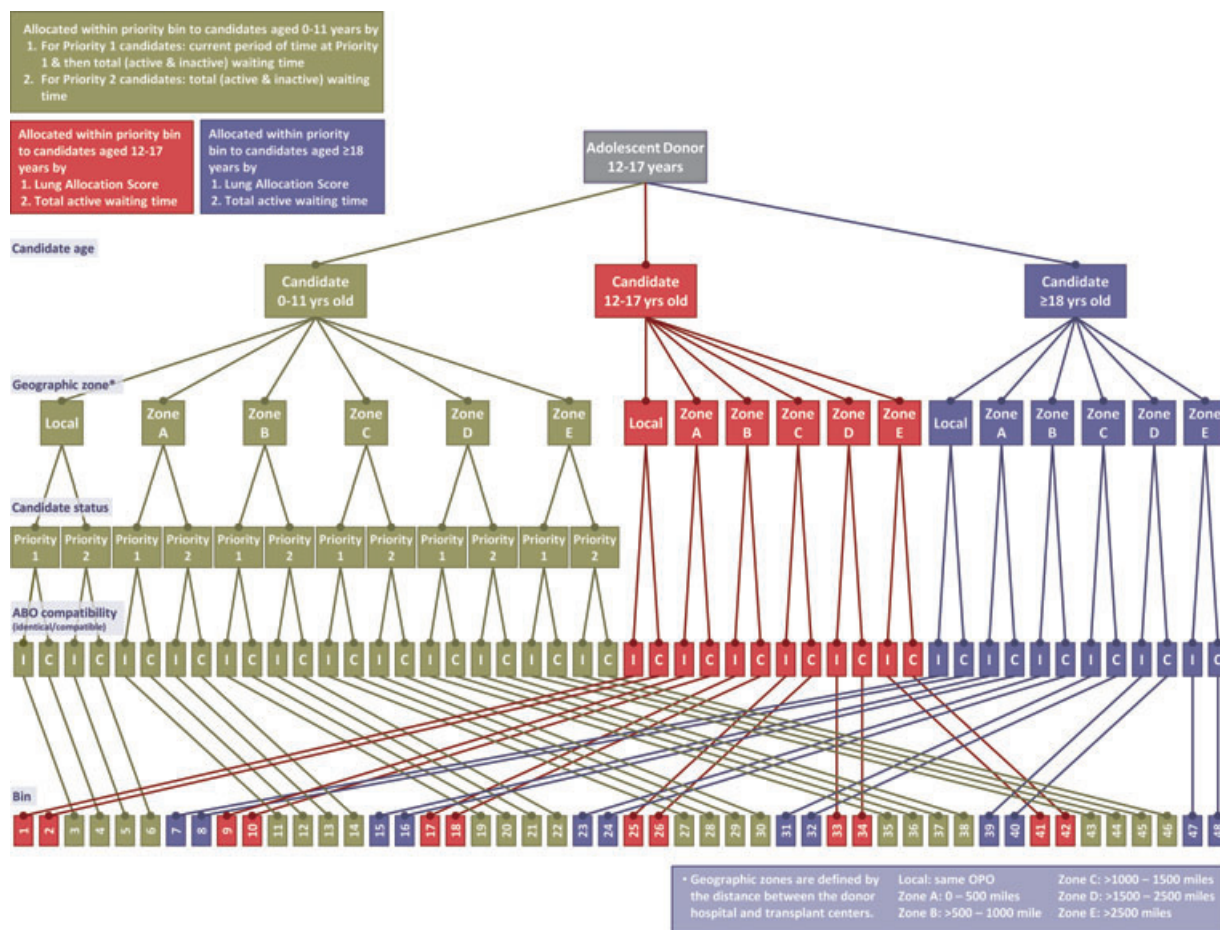 Allocated within priority bin to candidates aged 0-11 years by
1. For Priority 1 candidates: current period of time at Priority
1 & then total (active & inactive) waiting
time
2. For Priority 2 candidates: total (active & inactive) waiting
time
Allocated within priority bin
to candidates aged 12-17
years by
1. Lung Allocation Score
2. Total active waiting time
Allocated within priority
bin to candidates aged ≥18
years by
1. Lung Allocation Score
2. Total active waiting time
Adolescent Donor
12-17 years
Candidate age
Candidate
0-11 yrs old
Candidate
12-17 yrs old
Candidate
≥18 yrs old
Geographic zone*
Local Zone A Zone B Zone C Zone D Zone E Local Zone A Zone B Zone C Zone D Zone E Local Zone A Zone B Zone C Zone D Zone E
Candidate status
Priority 1 Priority 2 Priority 1 Priority 2 Priority 1 Priority 2 Priority 1 Priority 2 Priority 1 Priority 2 Priority 1 Priority 2
ABO compatibility
(identical/compatible)
I C I C I C I C I C I C I C I C I C I C I C I C I C I C I C I C I C I C I C I C I C I C I C I C
Bin
1 2 3 4 5 6 7 8 9 10 11 12 13 14 15 16 17 18 19 20 21 22 23 24 25 26 27 28 29 30 31 32 33 34 35 36 37 38 39 40 41 42 43 44 45 46 47 48
* Geographic zones are defined by
the distance between the donor
hospital and transplant centers.
Local: same OPO
Zone A: 0 – 500 miles
Zone B: >500 – 1000 mile
Zone C: >1000 – 1500 miles
Zone D: >1500 – 2500 miles
Zone E: >2500 miles